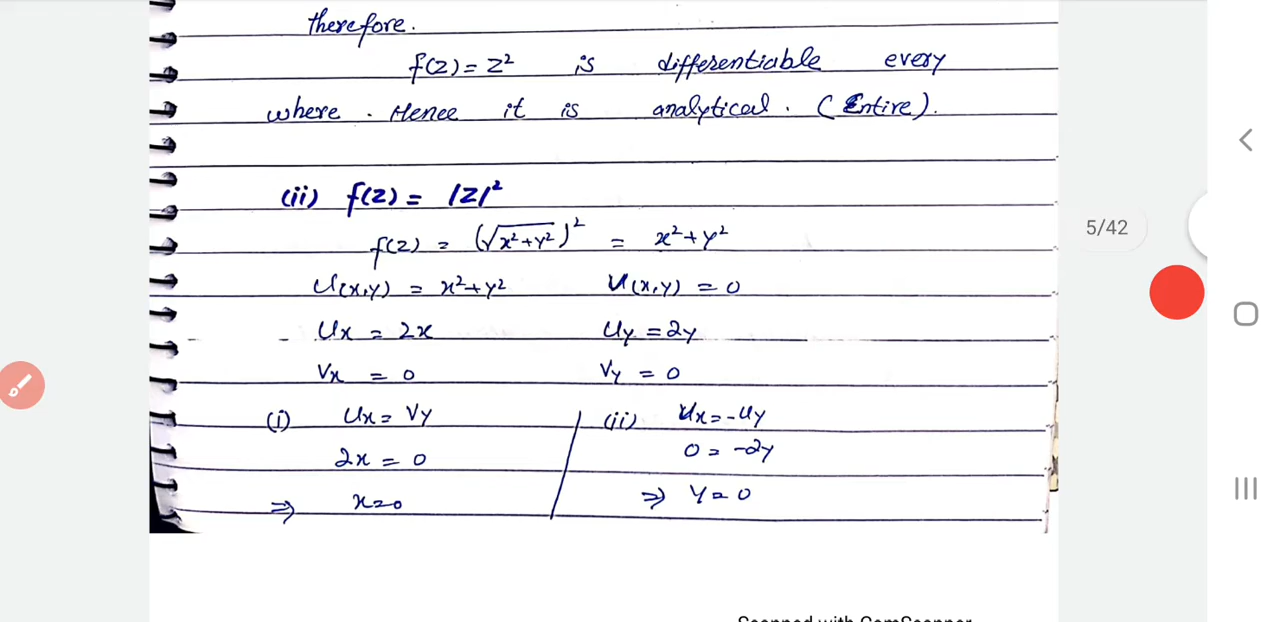 therefore.
f(z) = z² is differentiable every
where. Hence it is analytical. (Entire).
(ii) f(z) = |z|²
f(z) = (√x²+y²)² = x²+y²
U(x,y) = x²+y² U(x,y) = 0
Ux = 2x Uy = 2y
Vx = 0 Vy = 0
(i) Ux = Vy (ii) Ux = -Uy
2x = 0 0 = -2y
⇒ x=0 ⇒ y = 0
5/42